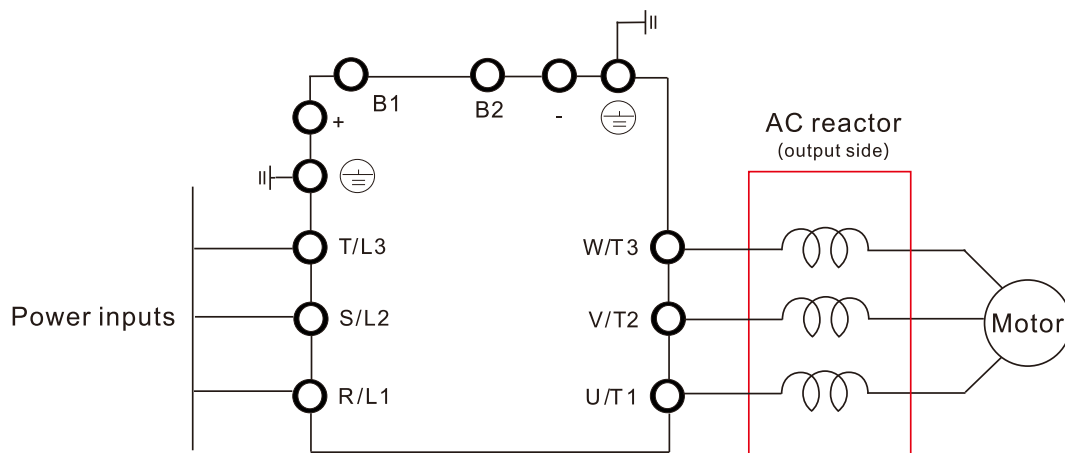 B1
B2
+
-
AC reactor
(output side)
T/L3
W/T3
Power inputs
S/L2
V/T2
Motor
R/L1
U/T1